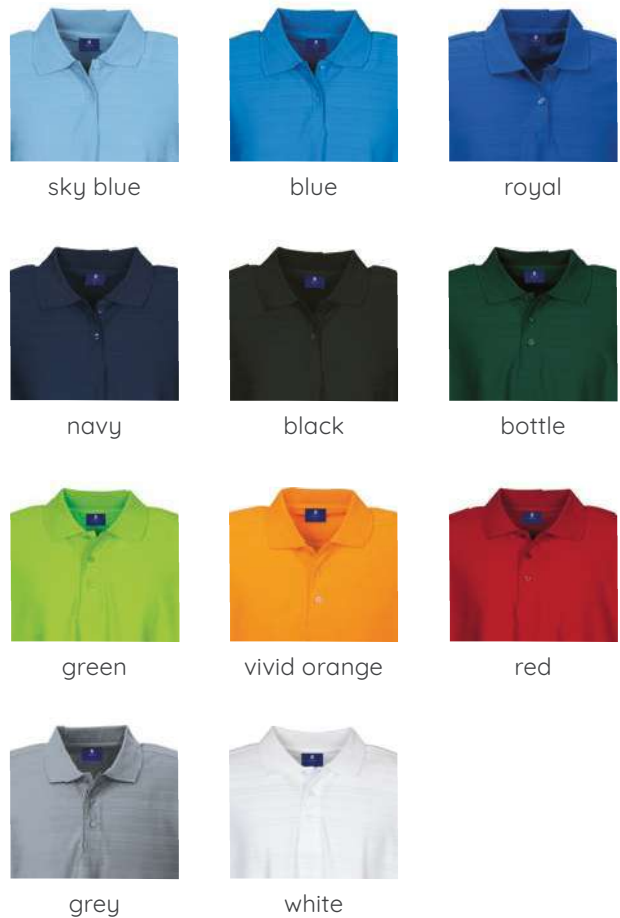 sky blue
blue
royal
navy
black
bottle
green
vivid orange
red
grey
white